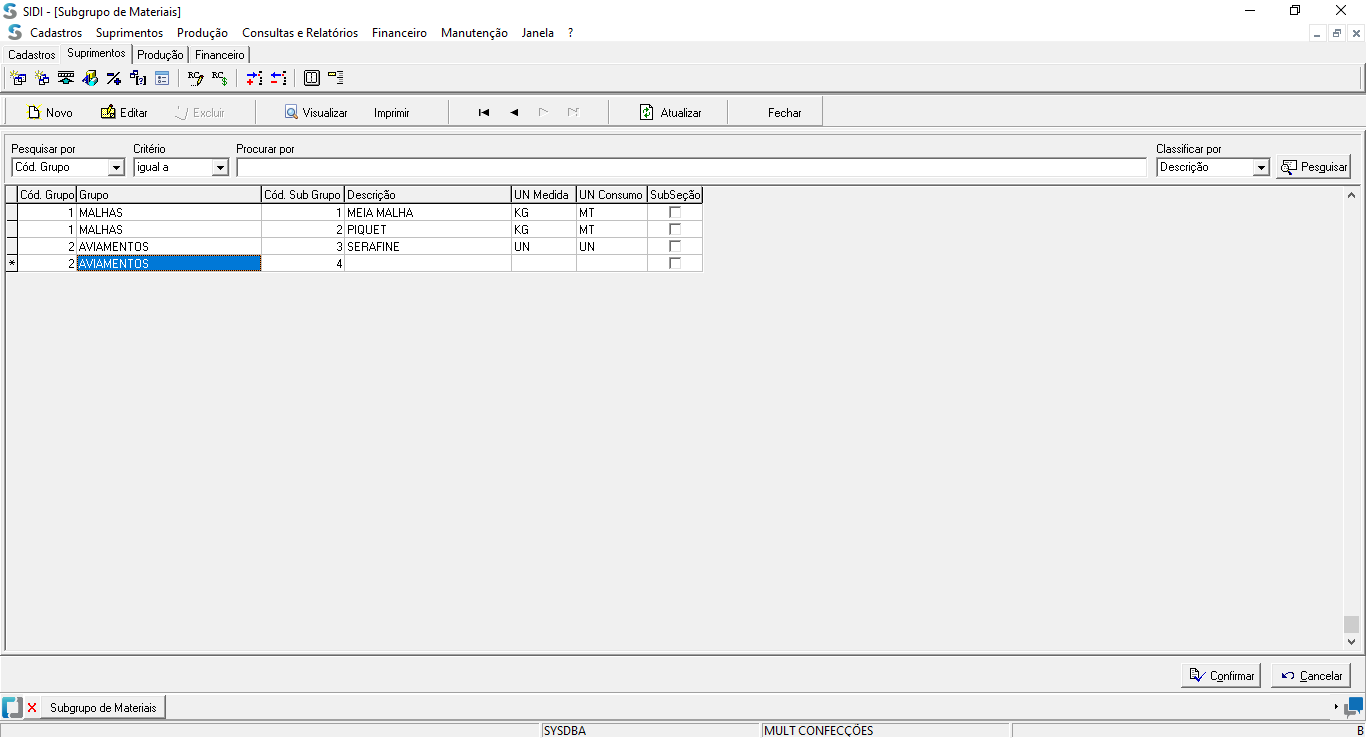 SIDI - [Subgrupo de Materiais]
Cadastros Suprimentos Produção Consultas e Relatórios Financeiro Manutenção Janela ?
Cadastros Suprimentos Produção Financeiro
Novo Editar Excluir Visualizar Imprimir Atualizar Fechar
Pesquisar por Critério Procurar por Classificar por
Cód. Grupo igual a Descrição Pesquisar
Cód. Grupo Grupo Cód. Sub Grupo Descrição UN Medida UN Consumo SubSeção
1 MALHAS 1 MEIA MALHA KG MT
1 MALHAS 2 PIQUET KG MT
2 AVIAMENTOS 3 SERAFINE UN UN
* 2 AVIAMENTOS 4
Confirmar Cancelar
Subgrupo de Materiais
SYSDBA MULT CONFECÇÕES B